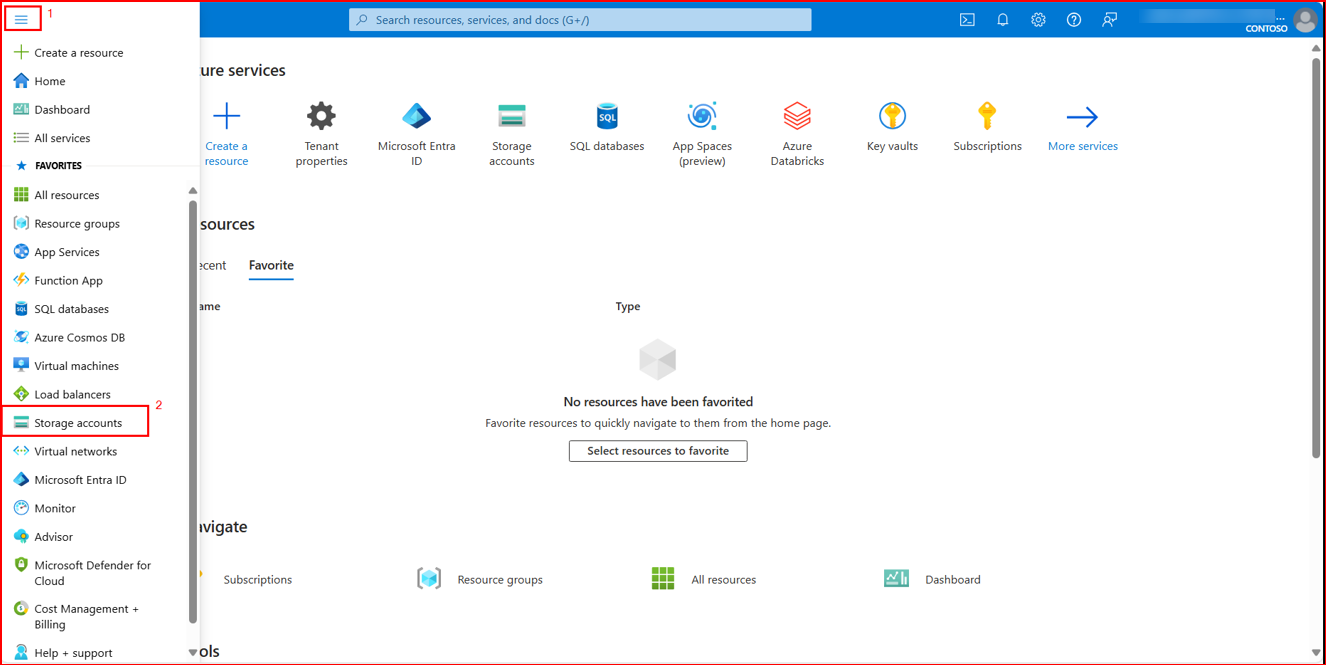 1
Search resources, services, and docs (G+/)
...
CONTOSO
Create a resource
Home
Dashboard
All services
FAVORITES
All resources
Resource groups
App Services
Function App
SQL databases
Azure Cosmos DB
Virtual machines
Load balancers
2
Storage accounts
Virtual networks
Microsoft Entra ID
Monitor
Advisor
Microsoft Defender for
Cloud
Cost Management +
Billing
Help + support
ure services
Create a
resource
Tenant
properties
Microsoft Entra
ID
Storage
accounts
SQL
SQL databases
App Spaces
(preview)
Azure
Databricks
Key vaults
Subscriptions
More services
sources
ecent
Favorite
ame
Type
No resources have been favorited
Favorite resources to quickly navigate to them from the home page.
Select resources to favorite
avigate
Subscriptions
Resource groups
All resources
Dashboard
ols